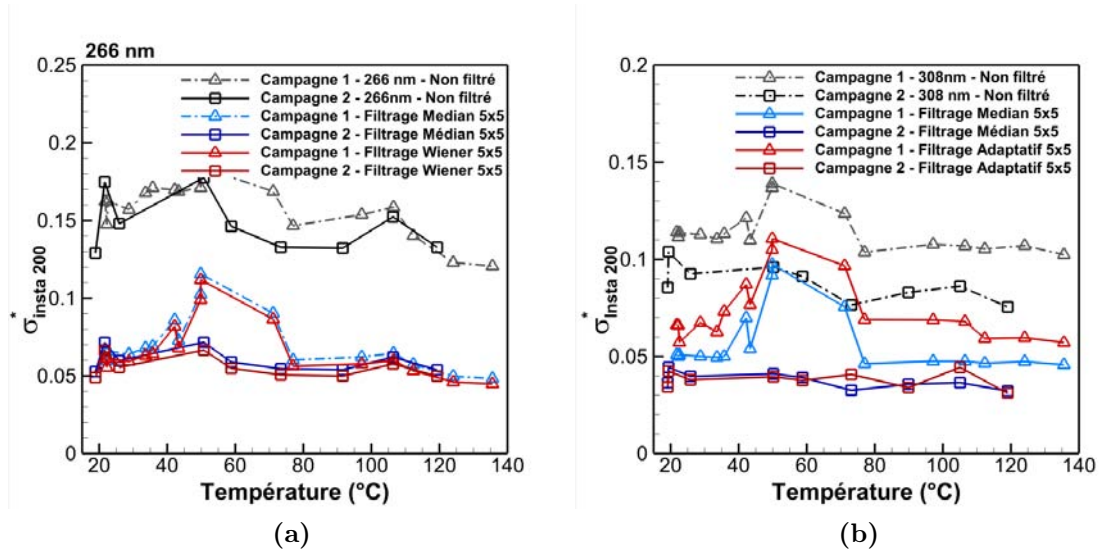 266 nm
0.25
0.2
0.15
0.1
0.05
0
σ*Insta 200
Campagne 1 - 266 nm - Non filtré
Campagne 2 - 266nm - Non filtré
Campagne 1 - Filtrage Median 5x5
Campagne 2 - Filtrage Médian 5x5
Campagne 1 - FIltrage Wiener 5x5
Campagne 2 - Filtrage Wiener 5x5
20 40 60 80 100 120 140
Température (°C)
(a)
0.2
0.15
0.1
0.05
0
σ*Insta 200
Campagne 1 - 308nm - Non filtré
Campagne 2 - 308 nm - Non filtré
Campagne 1 - Filtrage Médian 5x5
Campagne 2 - Filtrage Médian 5x5
Campagne 1 - Filtrage Adaptatif 5x5
Campagne 2 - Filtrage Adaptatif 5x5
20 40 60 80 100 120 140
Température (°C)
(b)